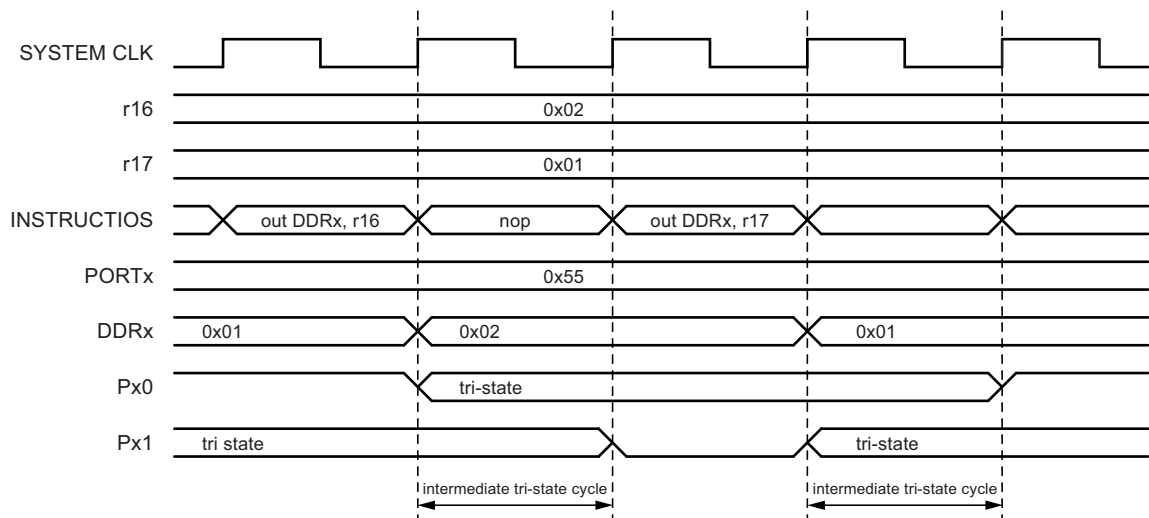 SYSTEM CLK
r16 0x02
r17 0x01
INSTRUCTIOS out DDRx, r16 nop out DDRx, r17
PORTx 0x55
DDRx 0x01 0x02 0x01
Px0 tri-state
Px1 tri state tri-state
intermediate tri-state cycle intermediate tri-state cycle